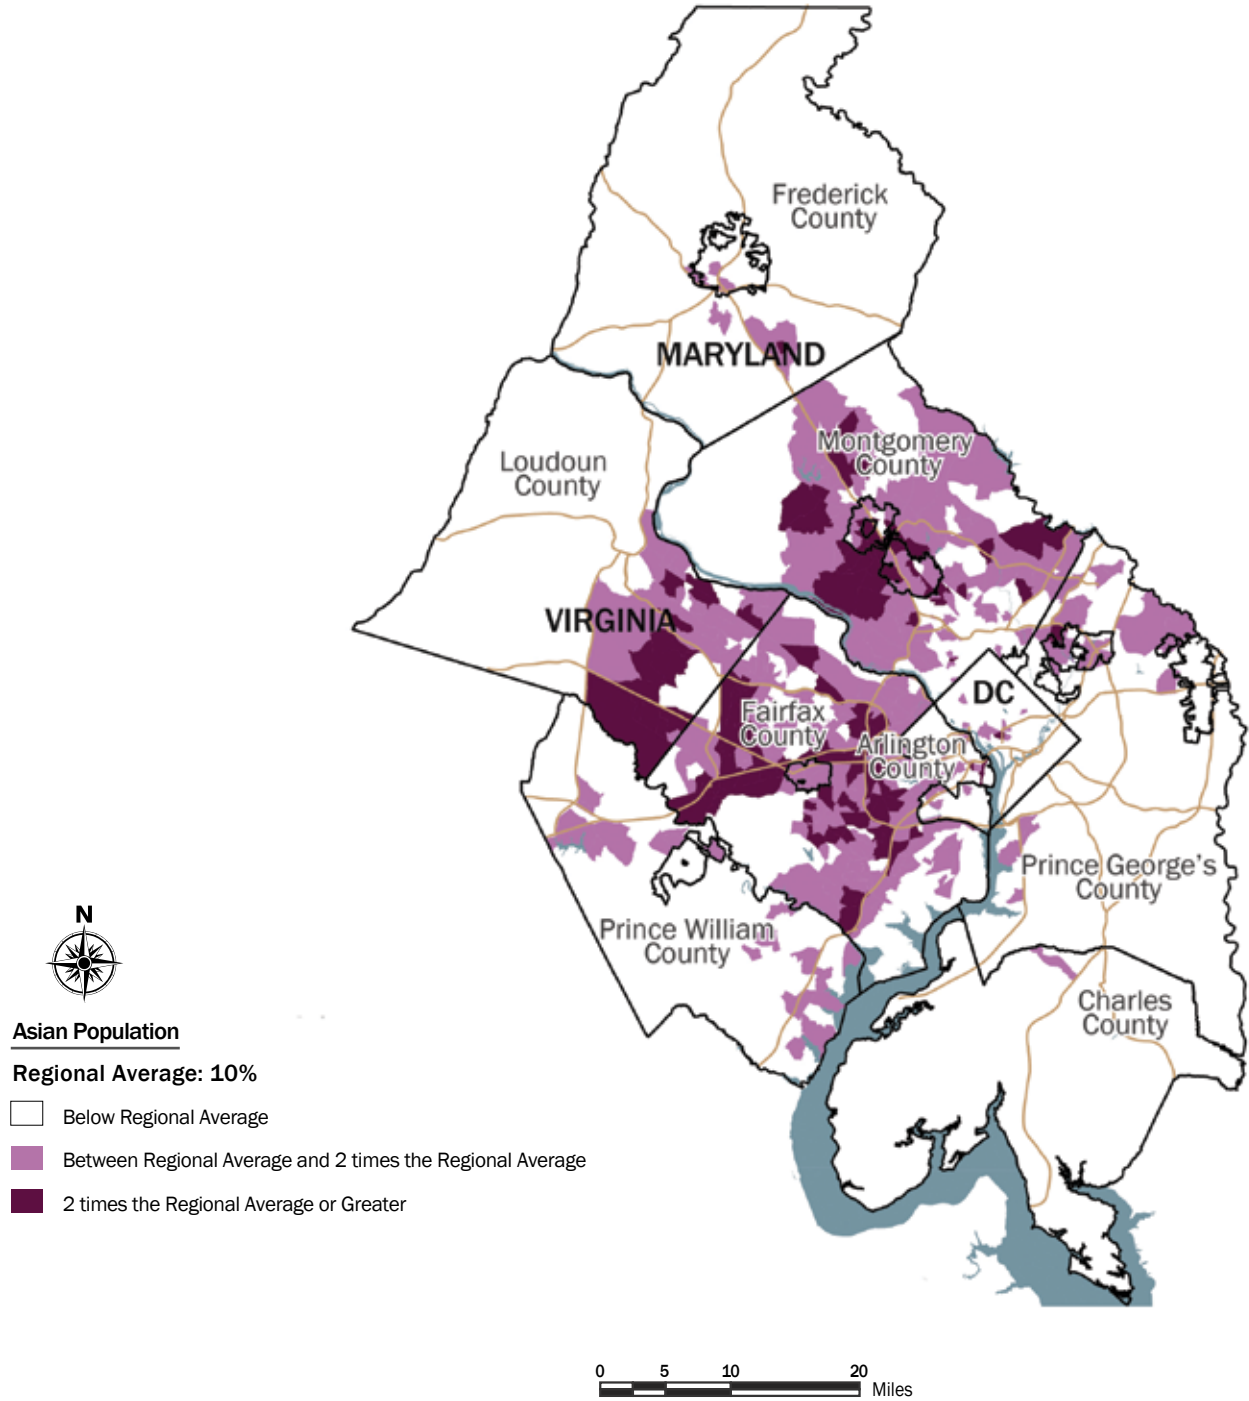 Frederick
County
MARYLAND
Montgomery
County
Loudoun
County
VIRGINIA
DC
Fairfax
County
Arlington
County
Prince George's
County
Prince William
County
Charles
County
N
Asian Population
Regional Average: 10%
Below Regional Average
Between Regional Average and 2 times the Regional Average
2 times the Regional Average or Greater
0 5 10 20
Miles